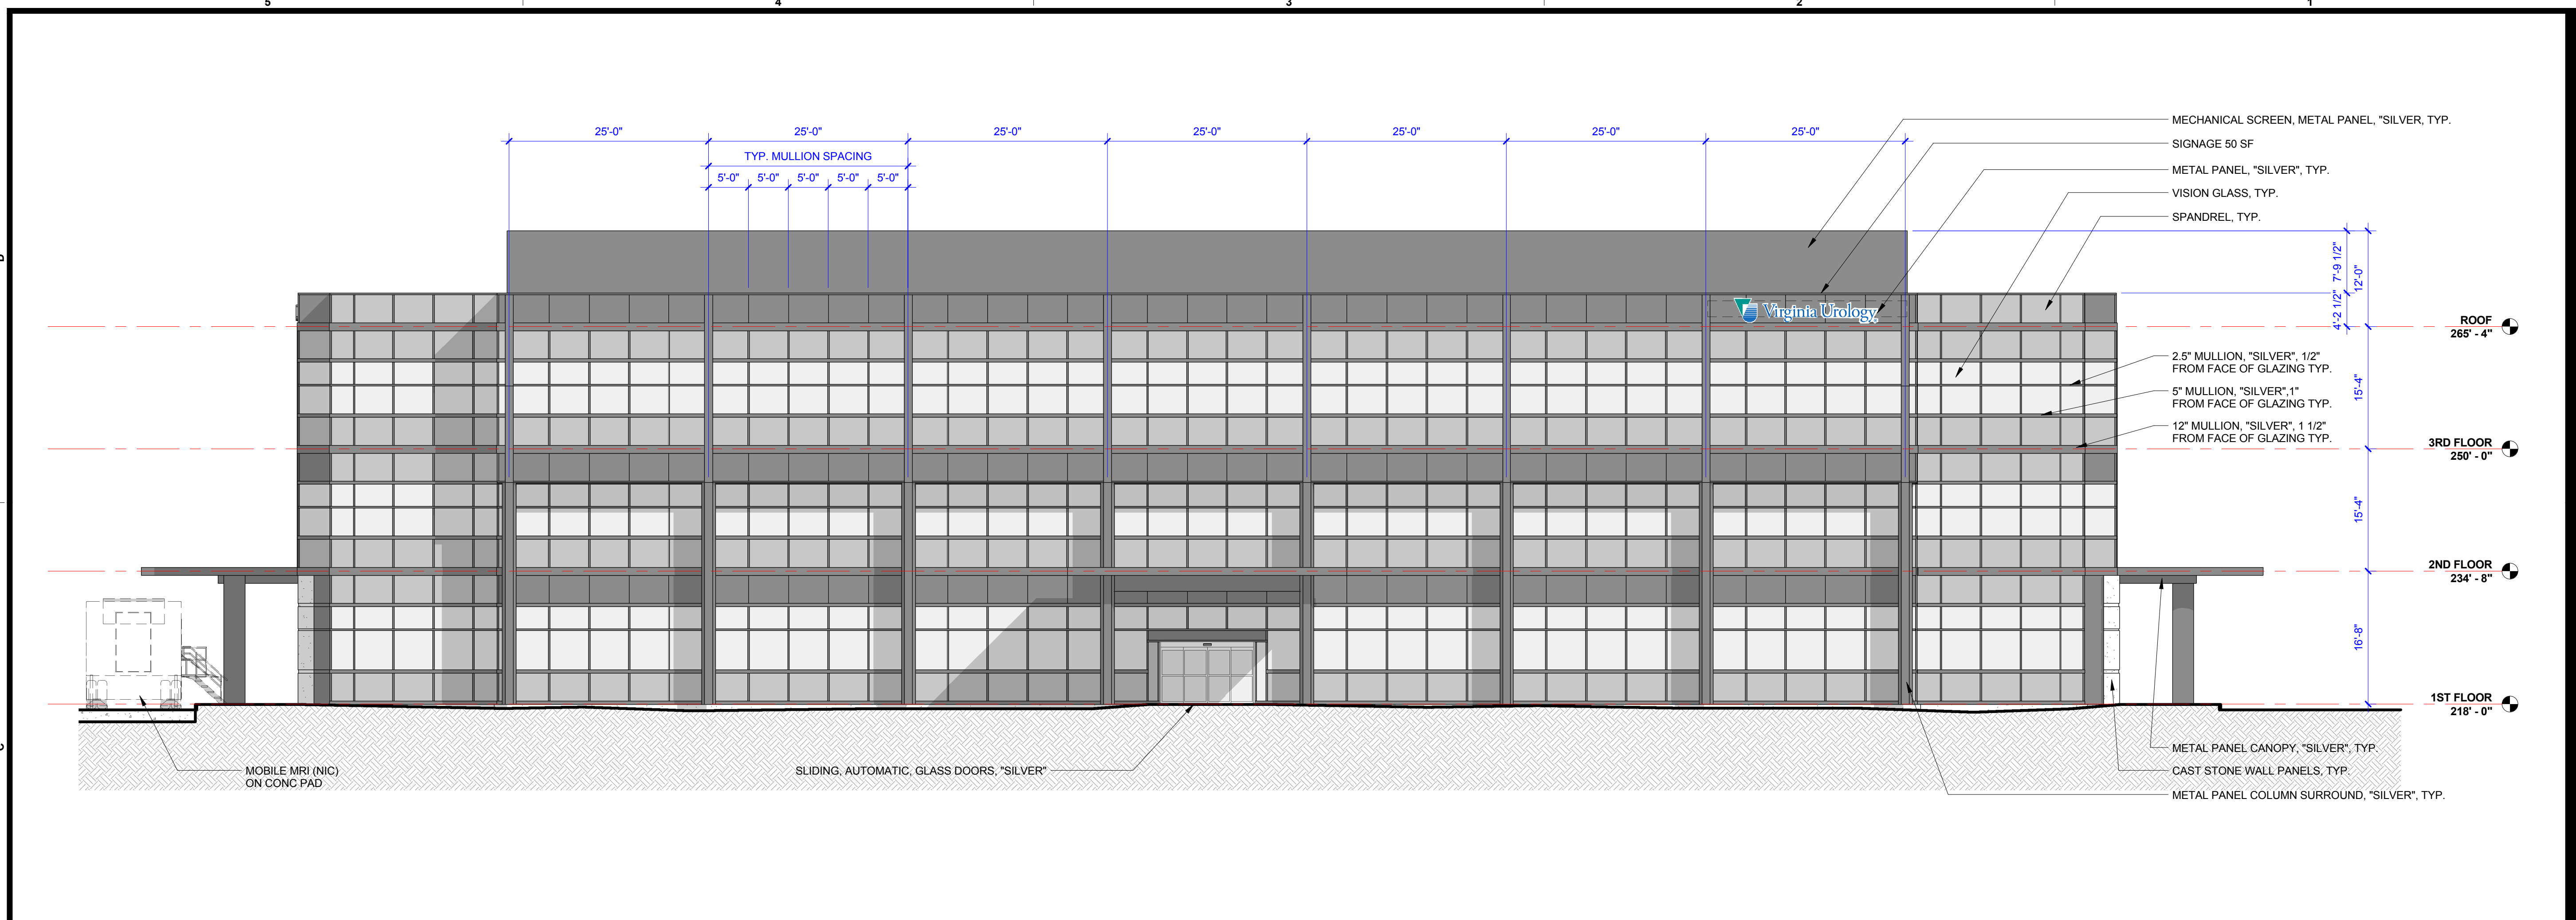 5 4 3 2 1
25'-0" 25'-0" 25'-0" 25'-0" 25'-0" 25'-0" 25'-0"
TYP. MULLION SPACING
5'-0" 5'-0" 5'-0" 5'-0" 5'-0"
MECHANICAL SCREEN, METAL PANEL, "SILVER, TYP.
SIGNAGE 50 SF
METAL PANEL, "SILVER", TYP.
VISION GLASS, TYP.
SPANDREL, TYP.
7'-9 1/2"
12'-0"
4'-2 1/2"
Virginia Urology
ROOF
265' - 4"
2.5" MULLION, "SILVER", 1/2"
FROM FACE OF GLAZING TYP.
15'-4"
5" MULLION, "SILVER",1"
FROM FACE OF GLAZING TYP.
12" MULLION, "SILVER", 1 1/2"
FROM FACE OF GLAZING TYP.
3RD FLOOR
250' - 0"
15'-4"
2ND FLOOR
234' - 8"
16'-8"
1ST FLOOR
218' - 0"
METAL PANEL CANOPY, "SILVER", TYP.
CAST STONE WALL PANELS, TYP.
METAL PANEL COLUMN SURROUND, "SILVER", TYP.
MOBILE MRI (NIC)
ON CONC PAD
SLIDING, AUTOMATIC, GLASS DOORS, "SILVER"